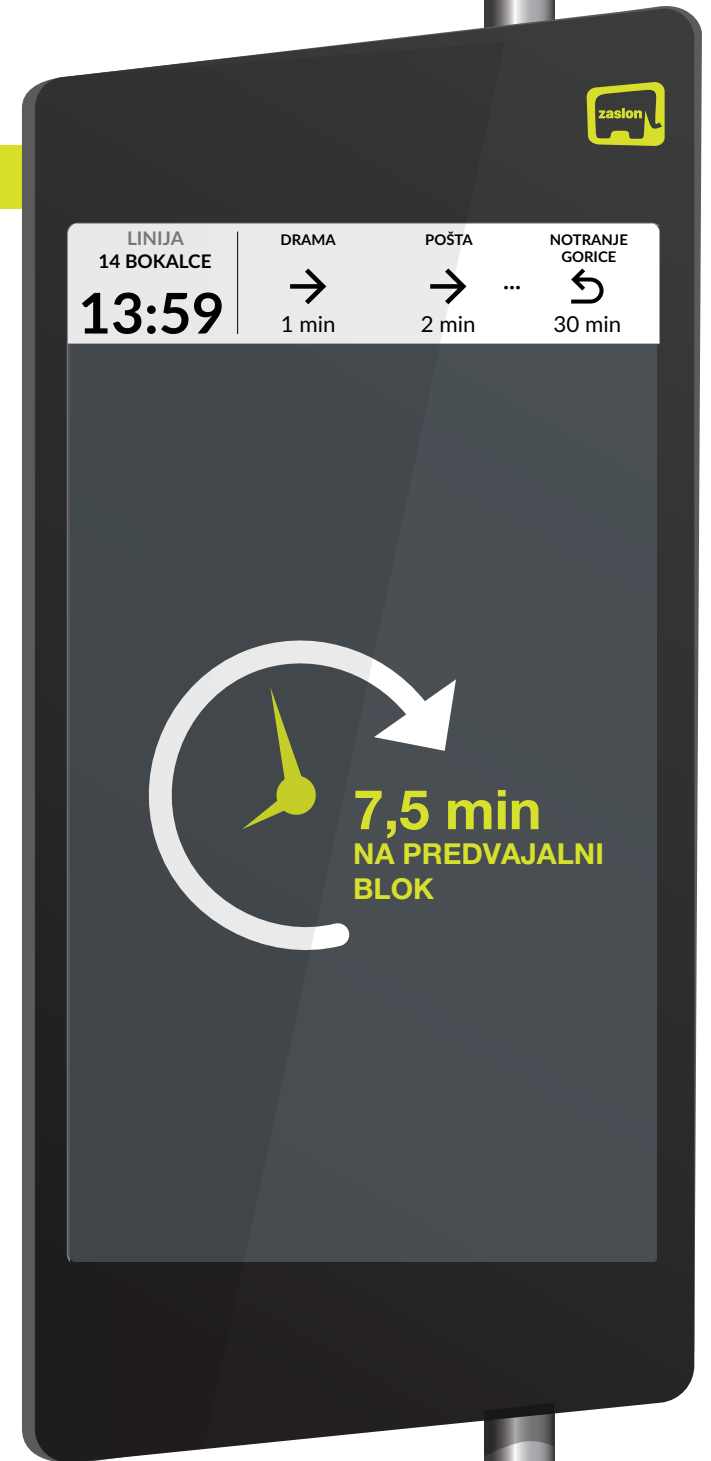 zaslon
LINIJA
14 BOKALCE
13:59
DRAMA
1 min
POŠTA
2 min
...
NOTRANJE
GORICE
30 min
7,5 min
NA PREDVAJALNI
BLOK